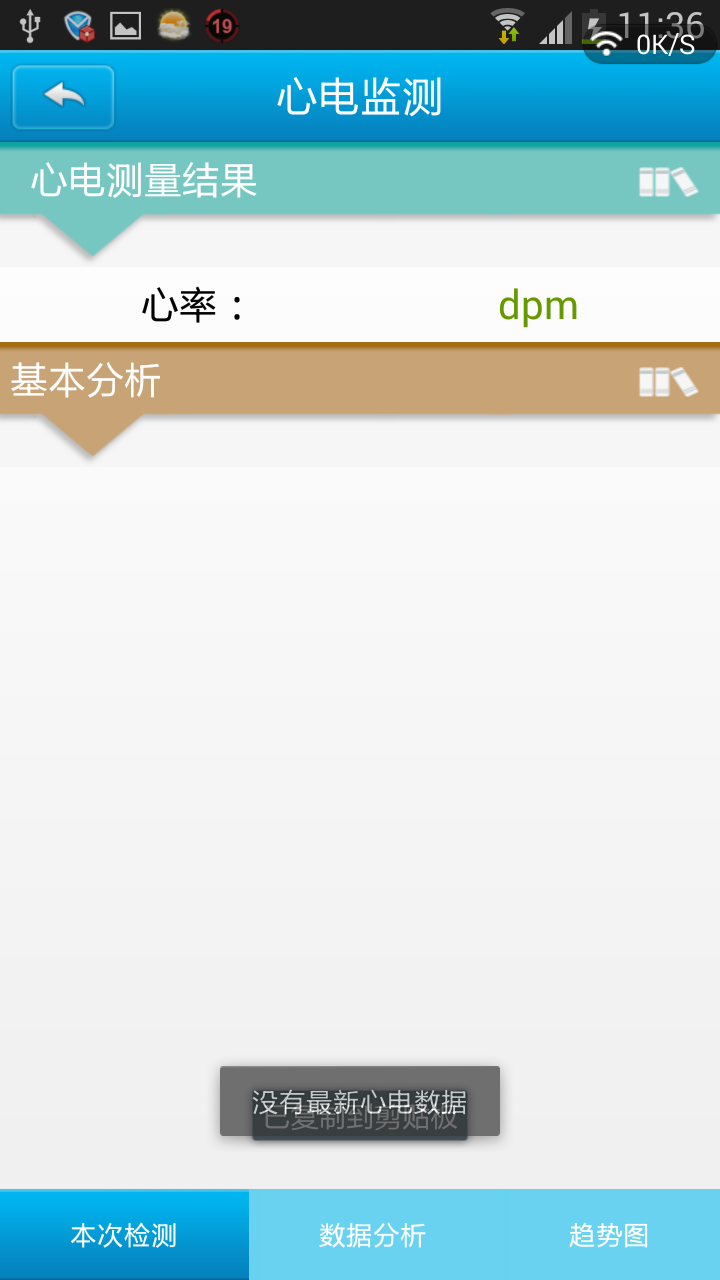 19
11:36
0K/S
心电监测
心电测量结果
心率：
dpm
基本分析
没有最新心电数据
已复制到剪贴板
本次检测
数据分析
趋势图